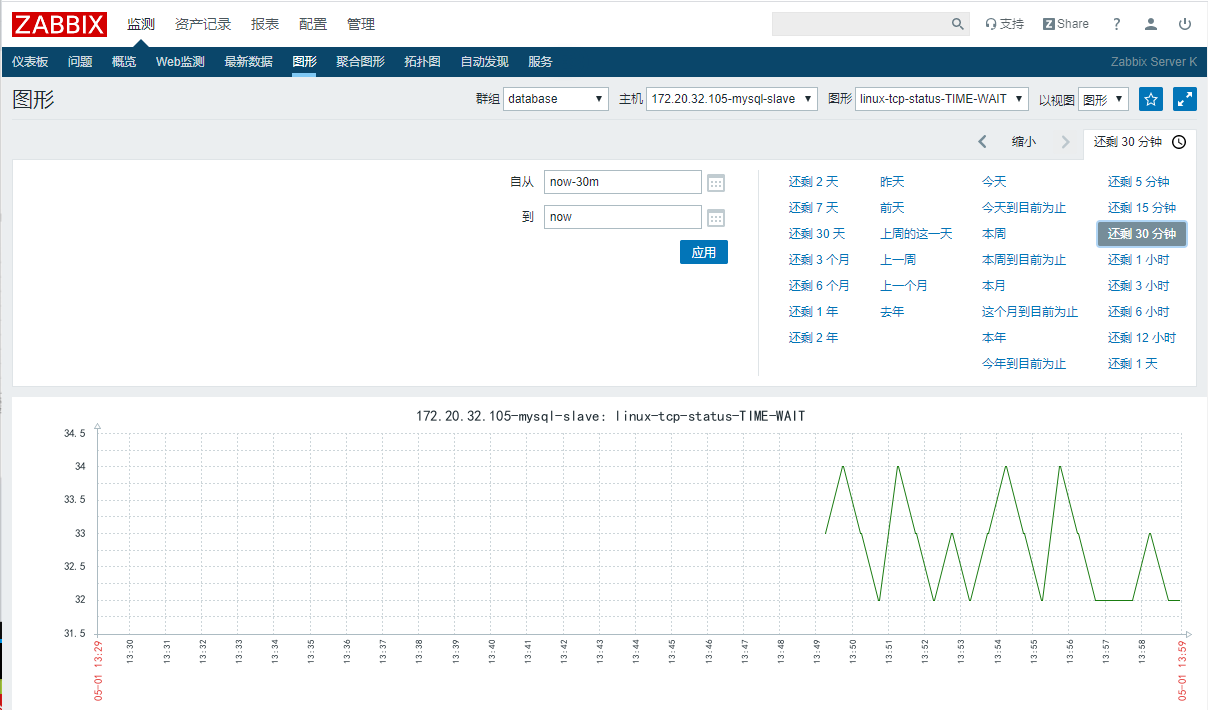 ZABBIX 监测 资产记录 报表 配置 管理 支持 Z Share ?
仪表板 问题 概览 Web监测 最新数据 图形 聚合图形 拓扑图 自动发现 服务 Zabbix Server K
图形 群组 database 主机 172.20.32.105-mysql-slave 图形 linux-tcp-status-TIME-WAIT 以视图 图形
缩小 还剩 30 分钟
自从 now-30m
到 now
应用
还剩 2 天 昨天 今天 还剩 5 分钟
还剩 7 天 前天 今天到目前为止 还剩 15 分钟
还剩 30 天 上周的这一天 本周 还剩 30 分钟
还剩 3 个月 上一周 本周到目前为止 还剩 1 小时
还剩 6 个月 上一个月 本月 还剩 3 小时
还剩 1 年 去年 这个月到目前为止 还剩 6 小时
还剩 2 年 本年 还剩 12 小时
今年到目前为止 还剩 1 天
172.20.32.105-mysql-slave: linux-tcp-status-TIME-WAIT
34.5
34
33.5
33
32.5
32
31.5
05-01 13:29 13:30 13:31 13:32 13:33 13:34 13:35 13:36 13:37 13:38 13:39 13:40 13:41 13:42 13:43 13:44 13:45 13:46 13:47 13:48 13:49 13:50 13:51 13:52 13:53 13:54 13:55 13:56 13:57 13:58 05-01 13:59